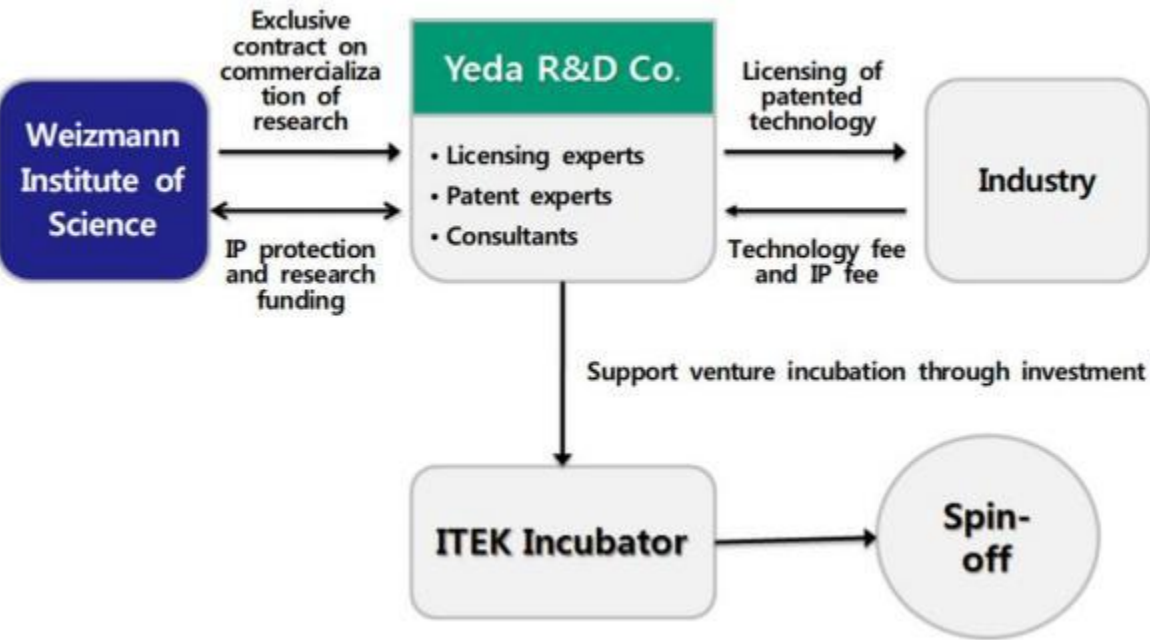 Exclusive
contract on
commercializa
tion of
research
Weizmann
Institute of
Science
IP protection
and research
funding
Yeda R&D Co.
• Licensing experts
• Patent experts
• Consultants
Licensing of
patented
technology
Technology fee
and IP fee
Industry
Support venture incubation through investment
ITEK Incubator
Spin-
off